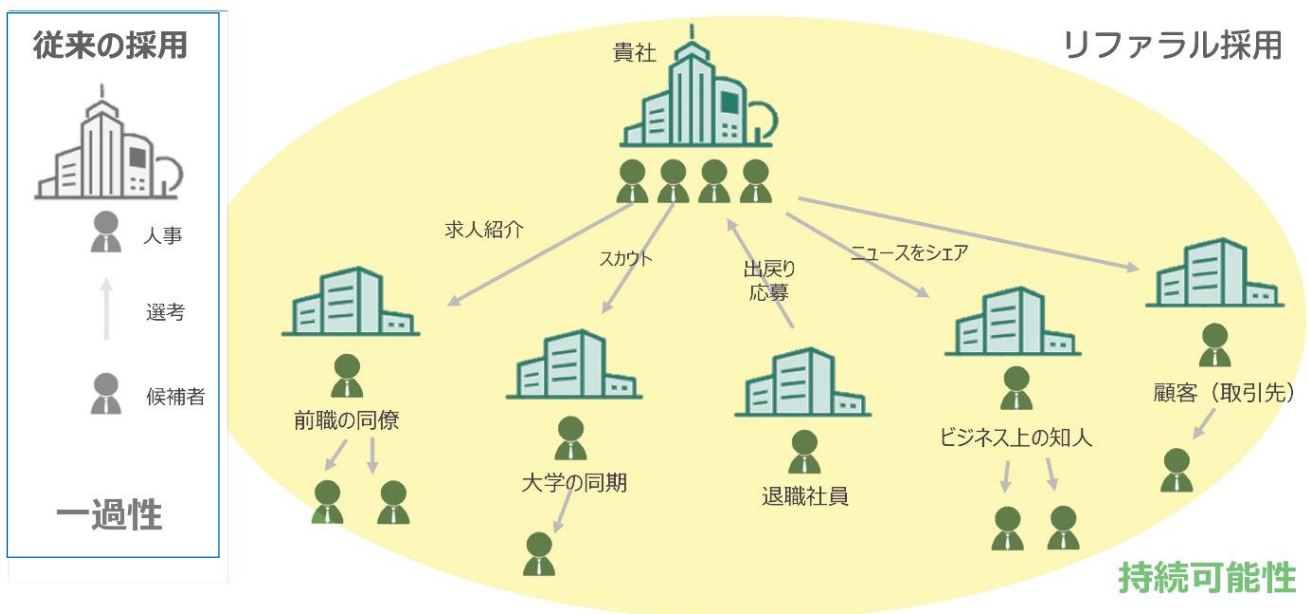 従来の採用
人事
選考
候補者
一過性
リファラル採用
貴社
求人紹介
スカウト
出戻り
応募
ニュースをシェア
前職の同僚
大学の同期
退職社員
ビジネス上の知人
顧客（取引先）
持続可能性